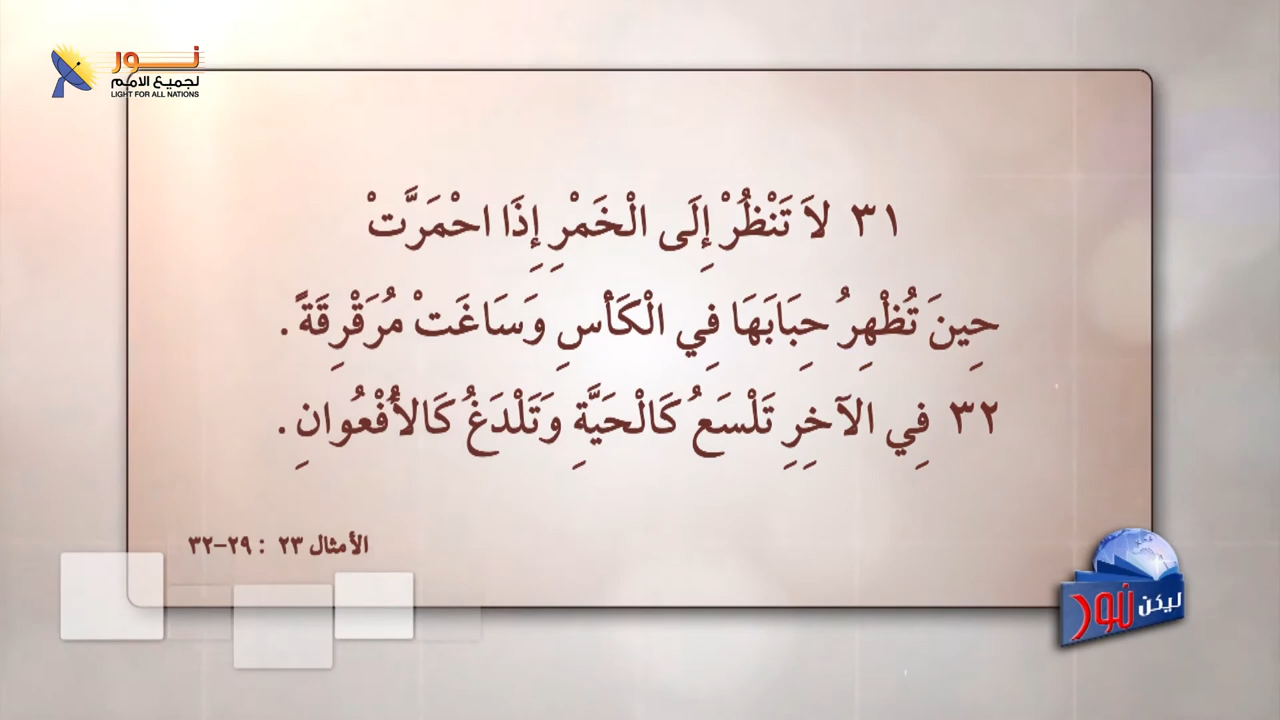 نور
لجميع الامم
LIGHT FOR ALL NATIONS
٣١ لاَ تَنْظُرْ إِلَى الْخَمْرِ إِذَا احْمَرَّتْ
حِينَ تُظْهِرُ حِبَابَهَا فِي الْكَأْسِ وَسَاغَتْ مُرَقْرِقَةً .
٣٢ فِي الآخِرِ تَلْسَعُ كَالْحَيَّةِ وَتَلْدَغُ كَالأُفْعُوانِ .
الأمثال ٢٣ : ٢٩-٣٢
ليكن نور